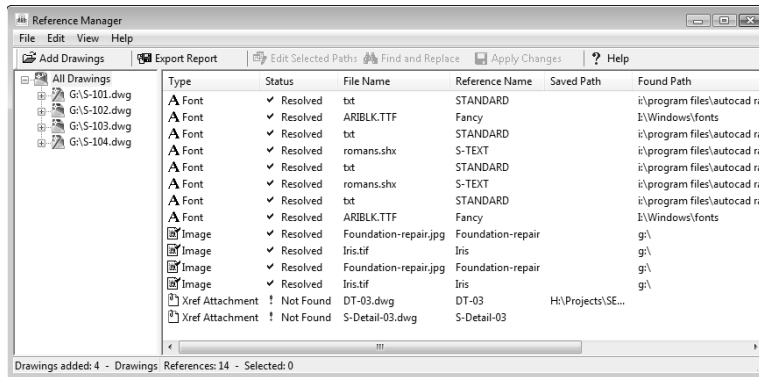 Reference Manager
File Edit View Help
Add Drawings Export Report Edit Selected Paths Find and Replace Apply Changes ? Help
All Drawings
G:\S-101.dwg
G:\S-102.dwg
G:\S-103.dwg
G:\S-104.dwg
Type Status File Name Reference Name Saved Path Found Path
Font Resolved txt STANDARD i:\program files\autocad ra
Font Resolved ARIBLK.TTF Fancy I:\Windows\fonts
Font Resolved txt STANDARD i:\program files\autocad ra
Font Resolved romans.shx S-TEXT i:\program files\autocad ra
Font Resolved txt STANDARD i:\program files\autocad ra
Font Resolved romans.shx S-TEXT i:\program files\autocad ra
Font Resolved txt STANDARD i:\program files\autocad ra
Font Resolved ARIBLK.TTF Fancy I:\Windows\fonts
Image Resolved Foundation-repair.jpg Foundation-repair g:\
Image Resolved Iris.tif Iris g:\
Image Resolved Foundation-repair.jpg Foundation-repair g:\
Image Resolved Iris.tif Iris g:\
Xref Attachment ! Not Found DT-03.dwg DT-03 H:\Projects\SE...
Xref Attachment ! Not Found S-Detail-03.dwg S-Detail-03
Drawings added: 4 - Drawings References: 14 - Selected: 0